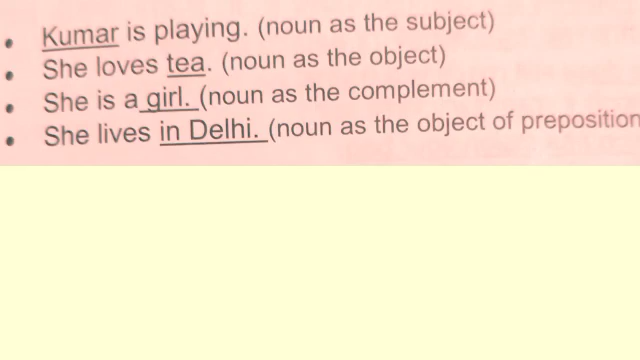 • Kumar is playing. (noun as the subject)
• She loves tea. (noun as the object)
• She is a girl. (noun as the complement)
• She lives in Delhi. (noun as the object of preposition